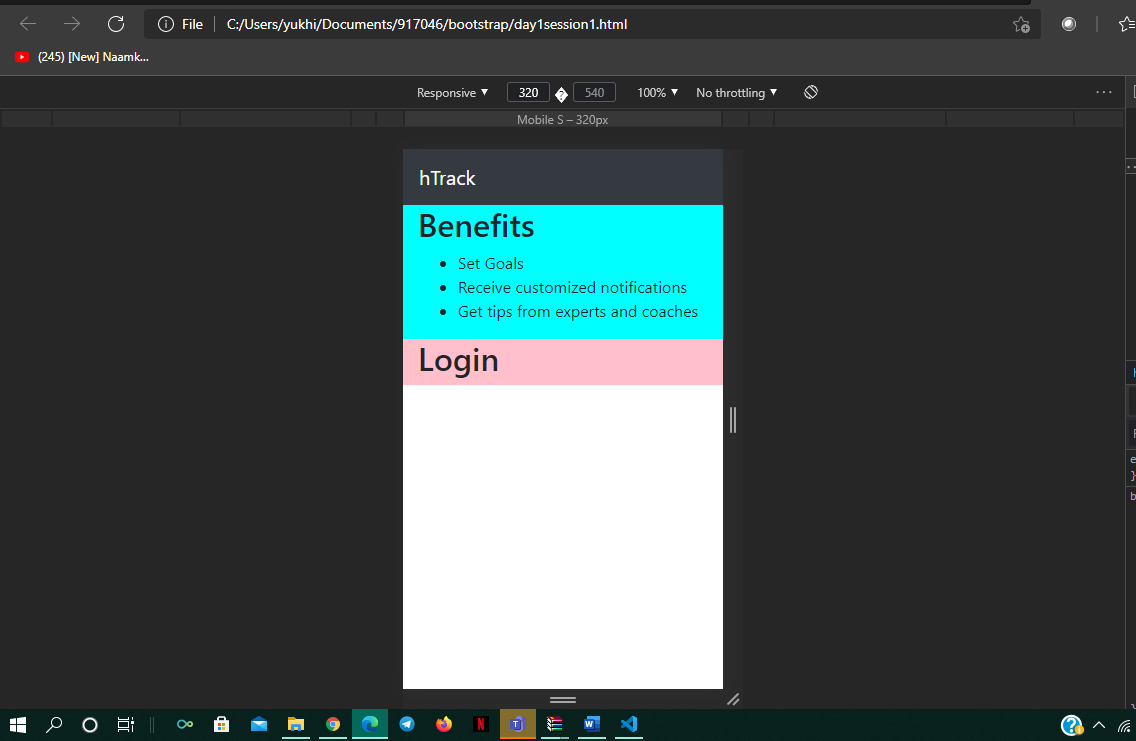 File C:/Users/yukhi/Documents/917046/bootstrap/day1session1.html
(245) [New] Naamk...
Responsive 320 540 100% No throttling
Mobile S – 320px
hTrack
Benefits
• Set Goals
• Receive customized notifications
• Get tips from experts and coaches
Login